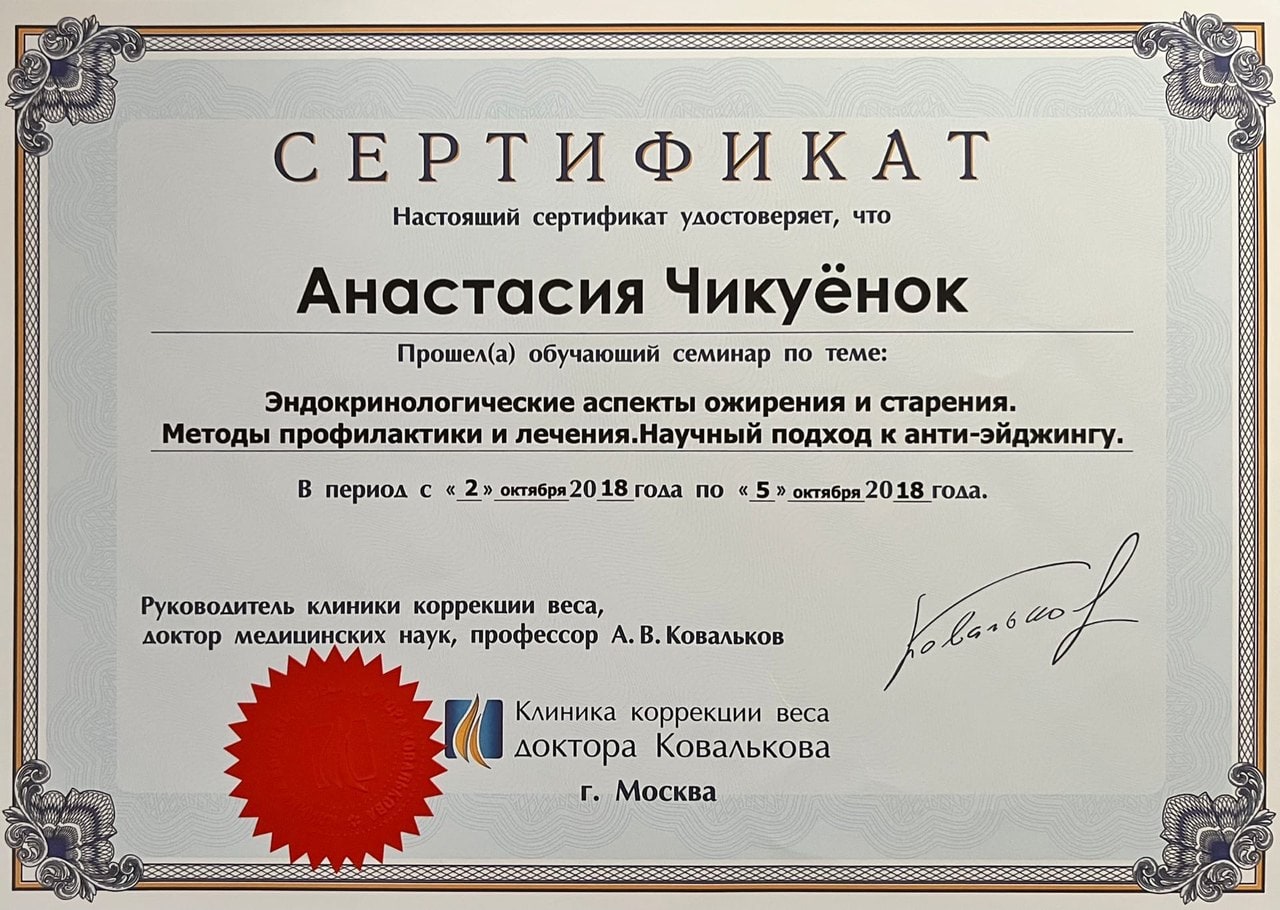 СЕРТИФИКАТ
Настоящий сертификат удостоверяет, что
Анастасия Чикуёнок
Прошел(а) обучающий семинар по теме:
Эндокринологические аспекты ожирения и старения.
Методы профилактики и лечения.Научный подход к анти-эйджингу.
В период с «2» октября 2018 года по «5» октября 2018 года.
Руководитель клиники коррекции веса,
доктор медицинских наук, профессор А. В. Ковальков
Ковальков
Клиника коррекции веса
доктора Ковалькова
г. Москва